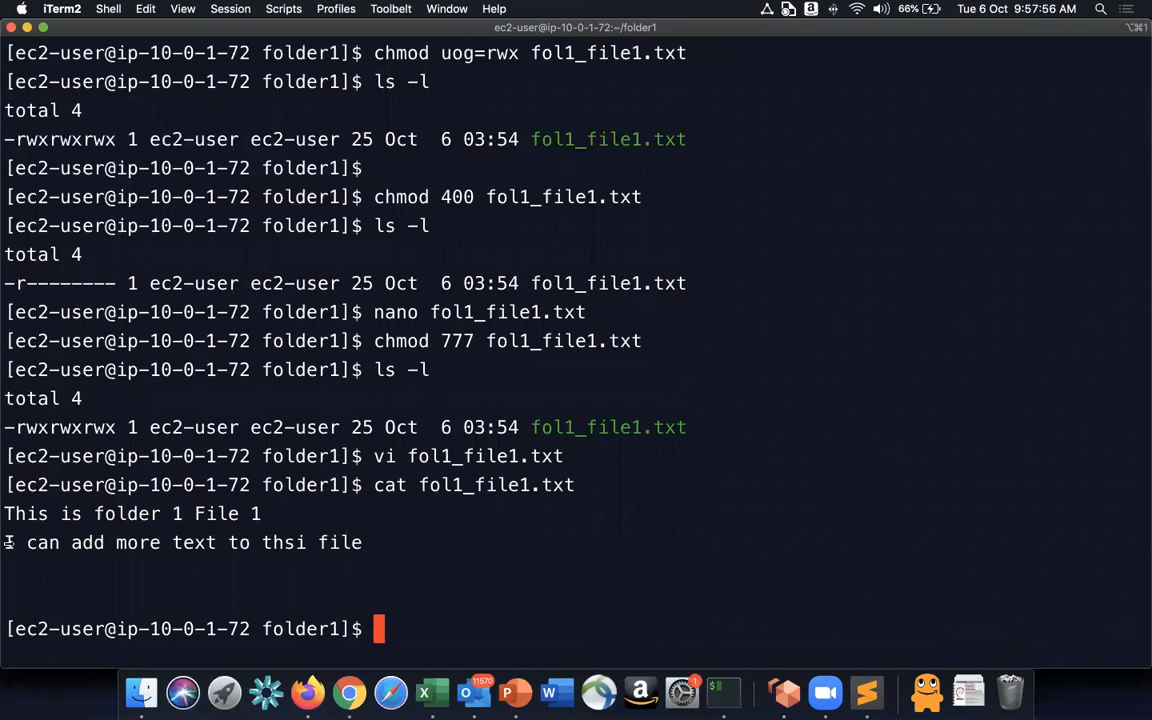 iTerm2 Shell Edit View Session Scripts Profiles Toolbelt Window Help 66% Tue 6 Oct 9:57:56 AM
ec2-user@ip-10-0-1-72:~/folder1 ⌥⌘1
[ec2-user@ip-10-0-1-72 folder1]$ chmod uog=rwx fol1_file1.txt
[ec2-user@ip-10-0-1-72 folder1]$ ls -l
total 4
-rwxrwxrwx 1 ec2-user ec2-user 25 Oct  6 03:54 fol1_file1.txt
[ec2-user@ip-10-0-1-72 folder1]$
[ec2-user@ip-10-0-1-72 folder1]$ chmod 400 fol1_file1.txt
[ec2-user@ip-10-0-1-72 folder1]$ ls -l
total 4
-r-------- 1 ec2-user ec2-user 25 Oct  6 03:54 fol1_file1.txt
[ec2-user@ip-10-0-1-72 folder1]$ nano fol1_file1.txt
[ec2-user@ip-10-0-1-72 folder1]$ chmod 777 fol1_file1.txt
[ec2-user@ip-10-0-1-72 folder1]$ ls -l
total 4
-rwxrwxrwx 1 ec2-user ec2-user 25 Oct  6 03:54 fol1_file1.txt
[ec2-user@ip-10-0-1-72 folder1]$ vi fol1_file1.txt
[ec2-user@ip-10-0-1-72 folder1]$ cat fol1_file1.txt
This is folder 1 File 1
I can add more text to thsi file
[ec2-user@ip-10-0-1-72 folder1]$
11570 1